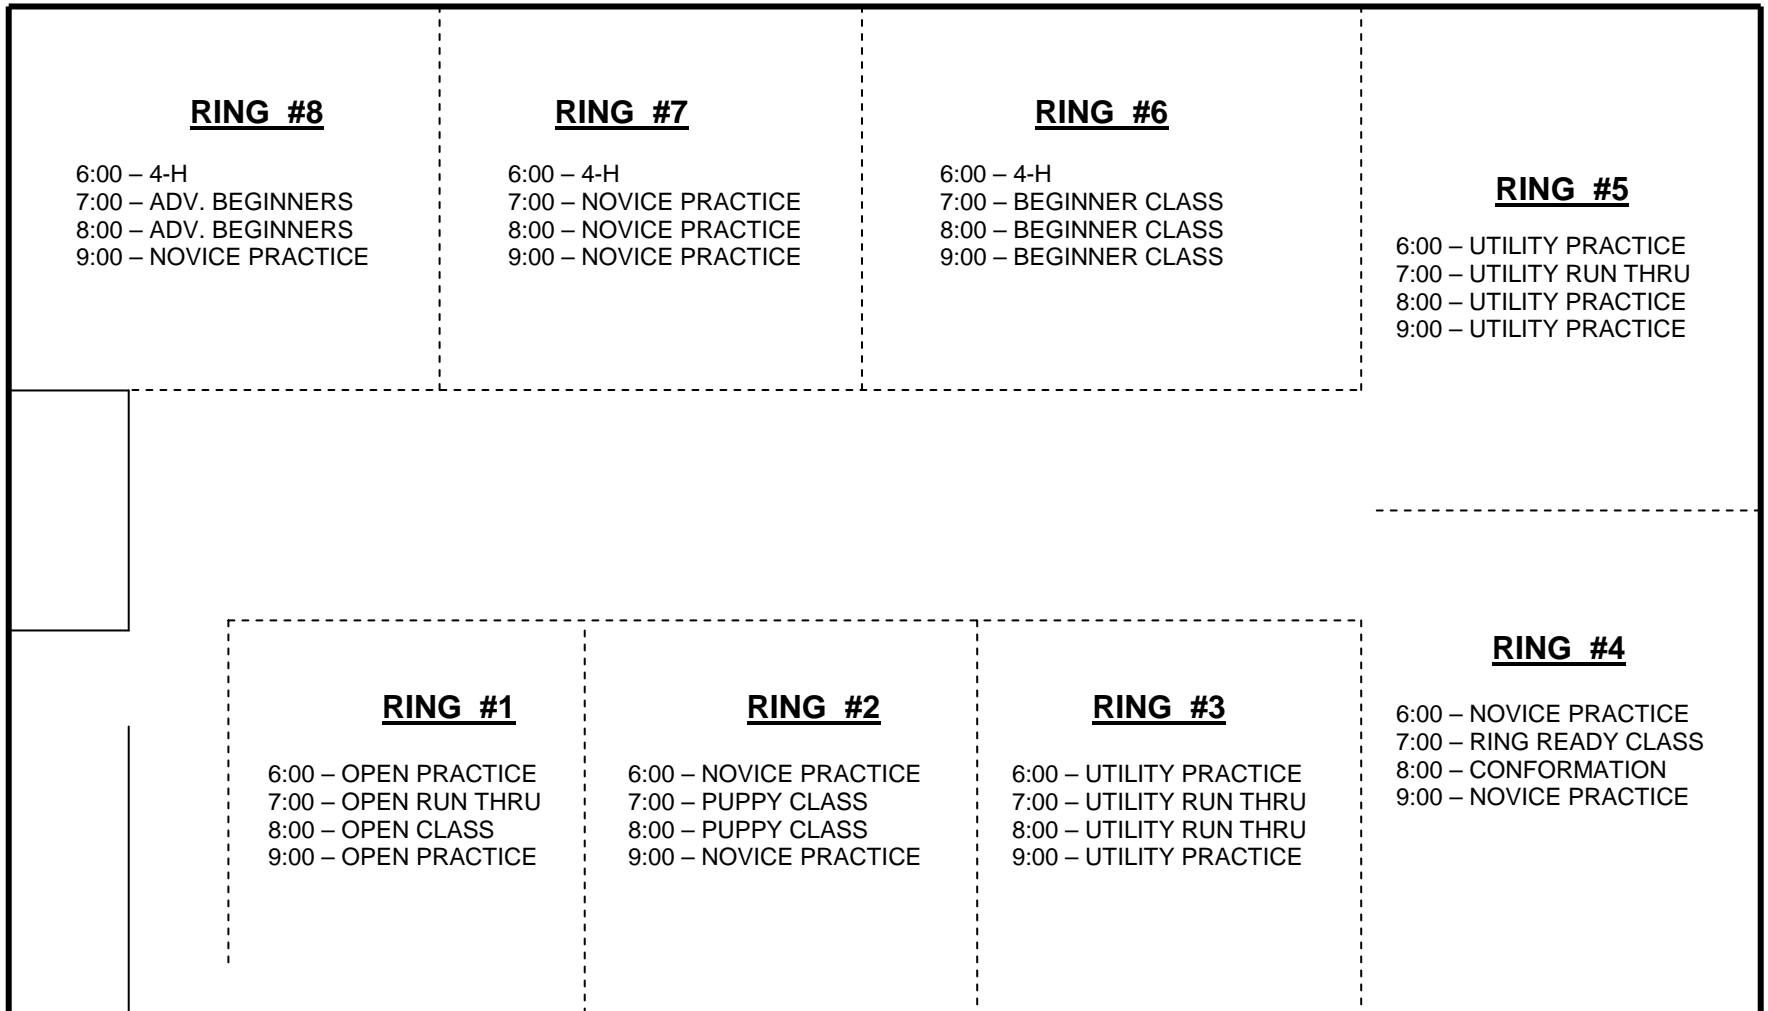 RING #8
6:00 – 4-H
7:00 – ADV. BEGINNERS
8:00 – ADV. BEGINNERS
9:00 – NOVICE PRACTICE
RING #7
6:00 – 4-H
7:00 – NOVICE PRACTICE
8:00 – NOVICE PRACTICE
9:00 – NOVICE PRACTICE
RING #6
6:00 – 4-H
7:00 – BEGINNER CLASS
8:00 – BEGINNER CLASS
9:00 – BEGINNER CLASS
RING #5
6:00 – UTILITY PRACTICE
7:00 – UTILITY RUN THRU
8:00 – UTILITY PRACTICE
9:00 – UTILITY PRACTICE
RING #1
6:00 – OPEN PRACTICE
7:00 – OPEN RUN THRU
8:00 – OPEN CLASS
9:00 – OPEN PRACTICE
RING #2
6:00 – NOVICE PRACTICE
7:00 – PUPPY CLASS
8:00 – PUPPY CLASS
9:00 – NOVICE PRACTICE
RING #3
6:00 – UTILITY PRACTICE
7:00 – UTILITY RUN THRU
8:00 – UTILITY RUN THRU
9:00 – UTILITY PRACTICE
RING #4
6:00 – NOVICE PRACTICE
7:00 – RING READY CLASS
8:00 – CONFORMATION
9:00 – NOVICE PRACTICE